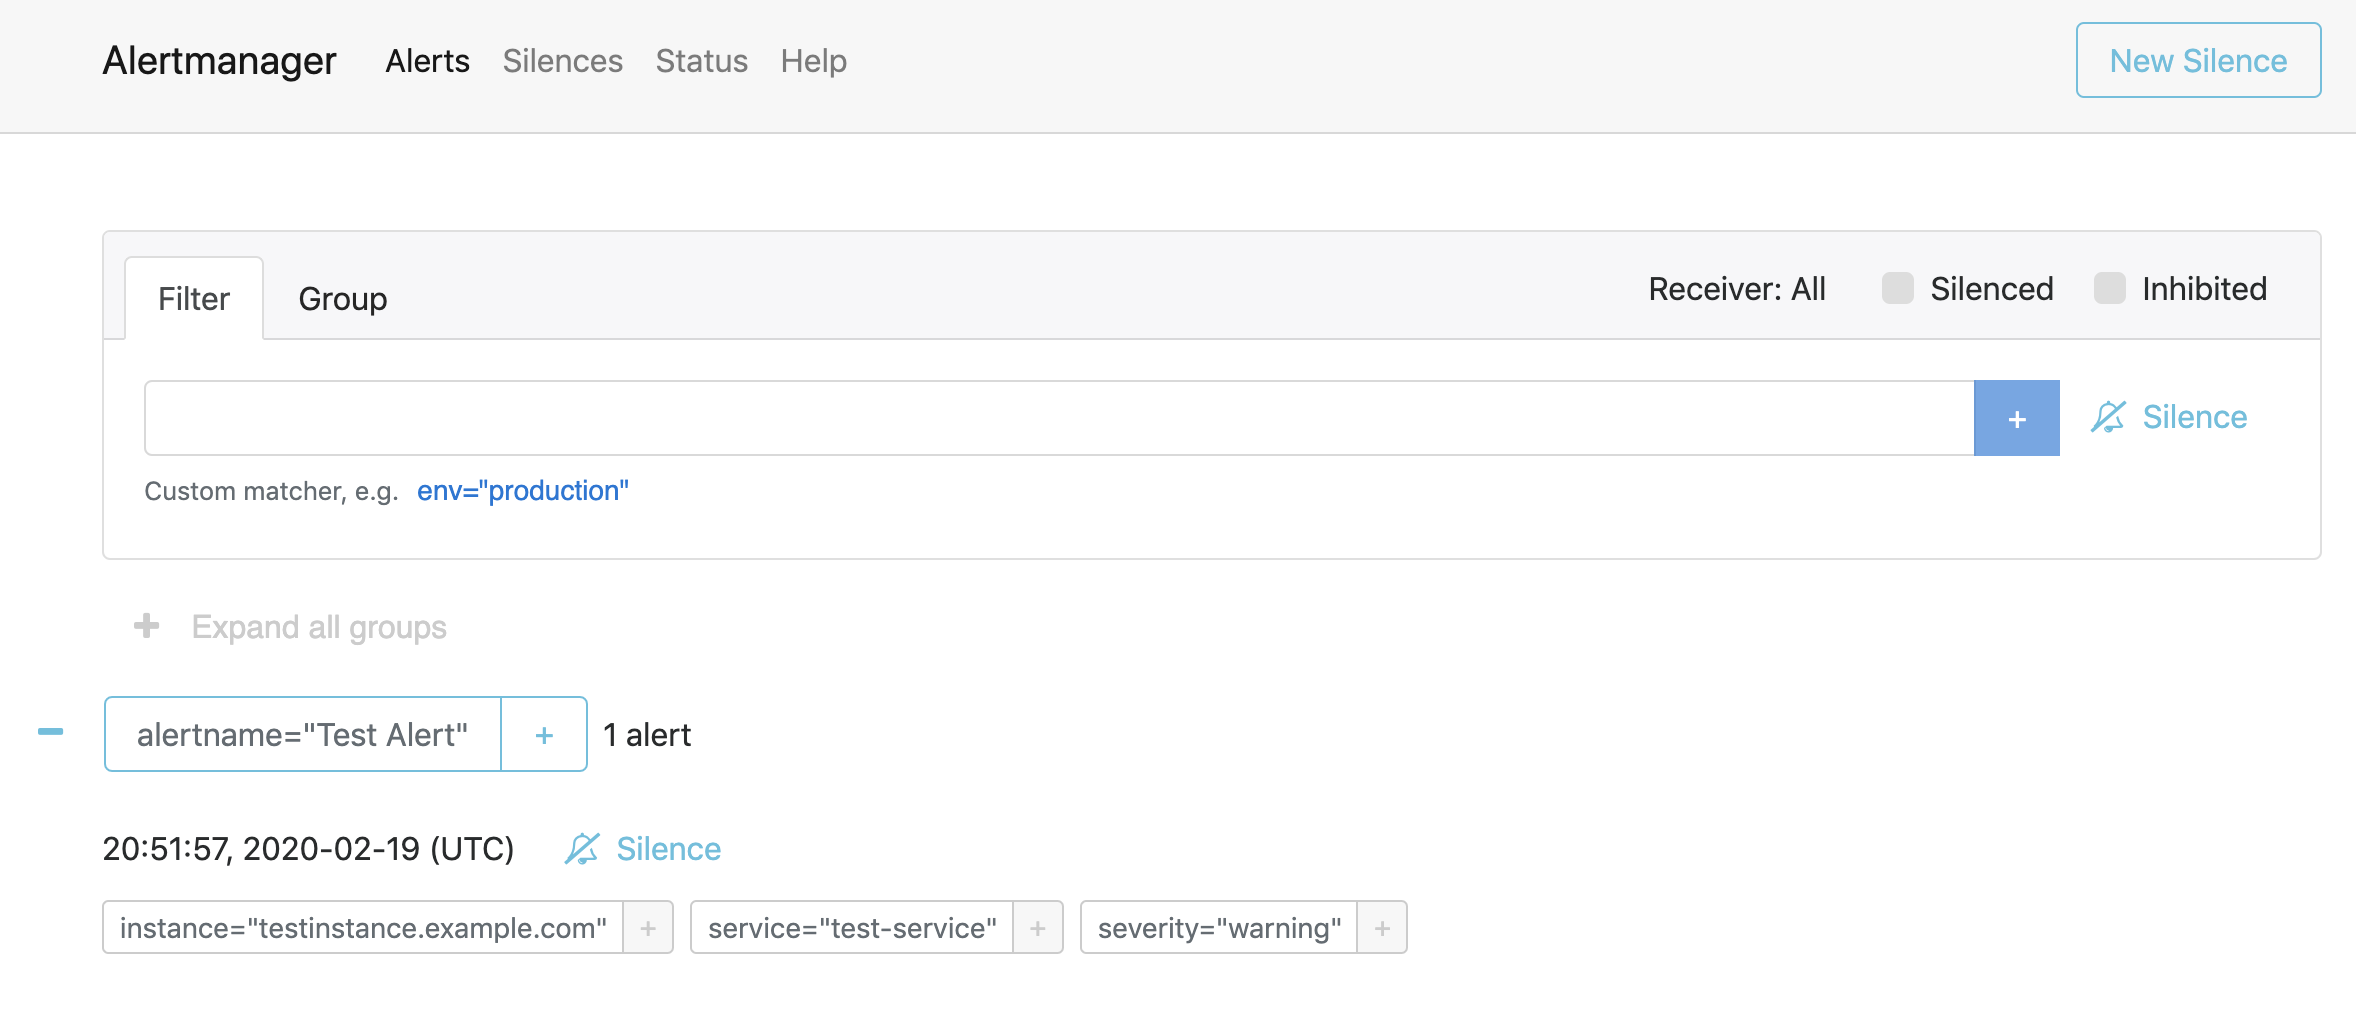 Alertmanager Alerts Silences Status Help New Silence
Filter Group Receiver: All Silenced Inhibited
+ Silence
Custom matcher, e.g. env="production"
+ Expand all groups
alertname="Test Alert" + 1 alert
20:51:57, 2020-02-19 (UTC) Silence
instance="testinstance.example.com" + service="test-service" + severity="warning" +